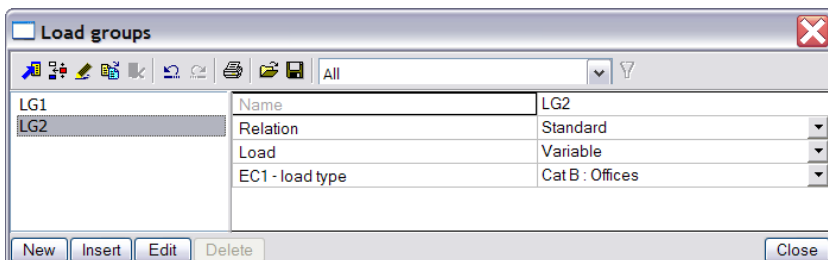 Load groups
All
LG1
LG2
Name LG2
Relation Standard
Load Variable
EC1 - load type Cat B : Offices
New Insert Edit Delete Close